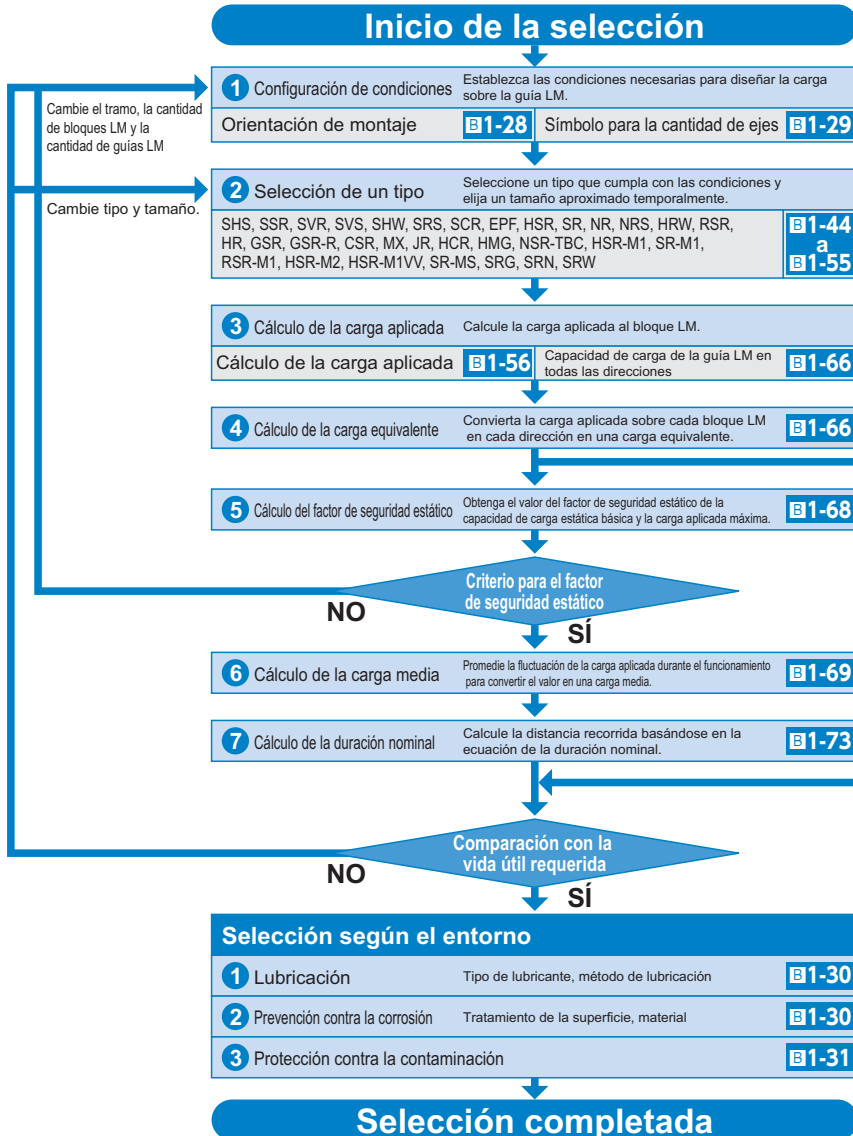 Inicio de la selección
1 Configuración de condiciones
Establezca las condiciones necesarias para diseñar la carga
sobre la guía LM.
Cambie el tramo, la cantidad
de bloques LM y la
cantidad de guías LM
Orientación de montaje B1-28 Símbolo para la cantidad de ejes B1-29
2 Selección de un tipo
Seleccione un tipo que cumpla con las condiciones y
elija un tamaño aproximado temporalmente.
Cambie tipo y tamaño.
SHS, SSR, SVR, SVS, SHW, SRS, SCR, EPF, HSR, SR, NR, NRS, HRW, RSR,
HR, GSR, GSR-R, CSR, MX, JR, HCR, HMG, NSR-TBC, HSR-M1, SR-M1,
RSR-M1, HSR-M2, HSR-M1VV, SR-MS, SRG, SRN, SRW
B1-44
a
B1-55
3 Cálculo de la carga aplicada Calcule la carga aplicada al bloque LM.
Cálculo de la carga aplicada B1-56
Capacidad de carga de la guía LM en
todas las direcciones
B1-66
4 Cálculo de la carga equivalente
Convierta la carga aplicada sobre cada bloque LM
en cada dirección en una carga equivalente.
B1-66
5 Cálculo del factor de seguridad estático
Obtenga el valor del factor de seguridad estático de la
capacidad de carga estática básica y la carga aplicada máxima.
B1-68
Criterio para el factor
de seguridad estático
NO
SÍ
6 Cálculo de la carga media
Promedie la fluctuación de la carga aplicada durante el funcionamiento
para convertir el valor en una carga media.
B1-69
7 Cálculo de la duración nominal
Calcule la distancia recorrida basándose en la
ecuación de la duración nominal.
B1-73
Comparación con la
vida útil requerida
NO
SÍ
Selección según el entorno
1 Lubricación Tipo de lubricante, método de lubricación B1-30
2 Prevención contra la corrosión Tratamiento de la superficie, material B1-30
3 Protección contra la contaminación B1-31
Selección completada